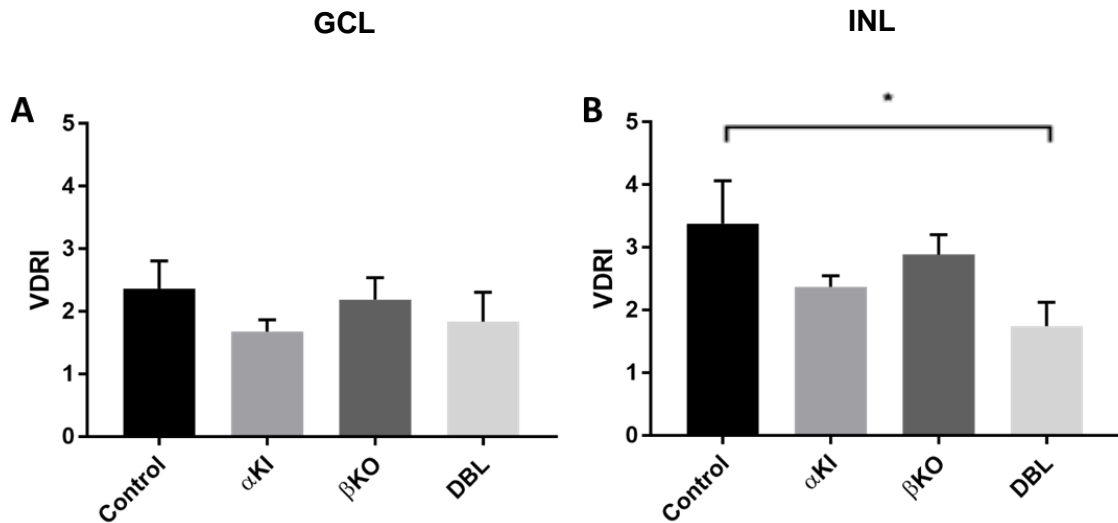 GCL
INL
A
B
*
VDRI
5
4
3
2
1
0
Control
αKI
βKO
DBL
VDRI
5
4
3
2
1
0
Control
αKI
βKO
DBL